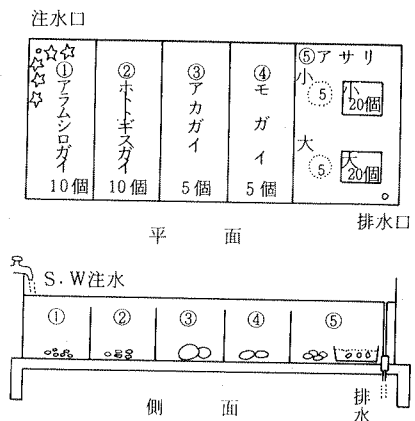 注水口
① アラムシロガイ 10個
② ホトトギスガイ 10個
③ アカガイ 5個
④ モガイ 5個
⑤アサリ
小 5 小 20個
大 5 大 20個
排水口
平面
S.W注水
① ② ③ ④ ⑤
排水
側面